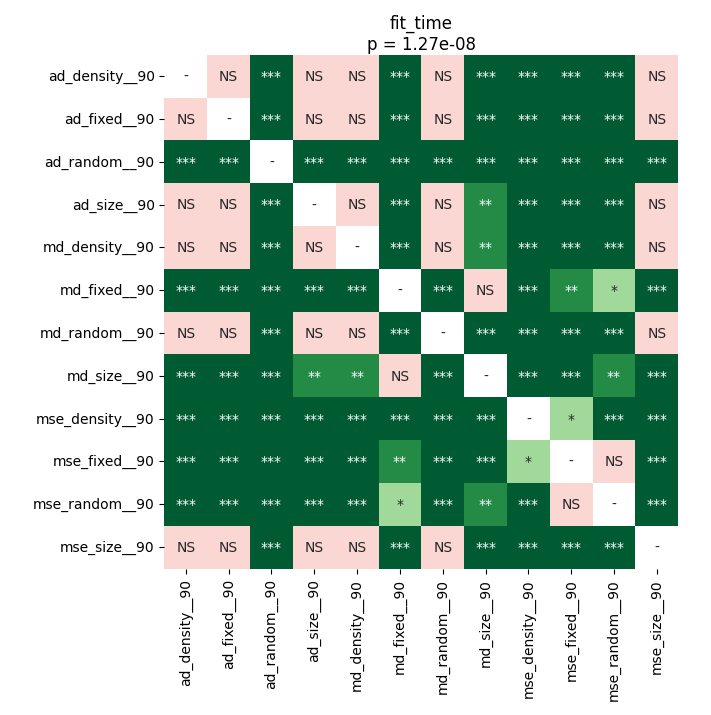 fit_time
p = 1.27e-08
ad_density__90 - NS *** NS NS *** NS *** *** *** *** NS
ad_fixed__90 NS - *** NS NS *** NS *** *** *** *** NS
ad_random__90 *** *** - *** *** *** *** *** *** *** *** ***
ad_size__90 NS NS *** - NS *** NS ** *** *** *** NS
md_density__90 NS NS *** NS - *** NS ** *** *** *** NS
md_fixed__90 *** *** *** *** *** - *** NS *** ** * ***
md_random__90 NS NS *** NS NS *** - *** *** *** *** NS
md_size__90 *** *** *** ** ** NS *** - *** *** ** ***
mse_density__90 *** *** *** *** *** *** *** *** - * *** ***
mse_fixed__90 *** *** *** *** *** ** *** *** * - NS ***
mse_random__90 *** *** *** *** *** * *** ** *** NS - ***
mse_size__90 NS NS *** NS NS *** NS *** *** *** *** -
ad_density__90
ad_fixed__90
ad_random__90
ad_size__90
md_density__90
md_fixed__90
md_random__90
md_size__90
mse_density__90
mse_fixed__90
mse_random__90
mse_size__90